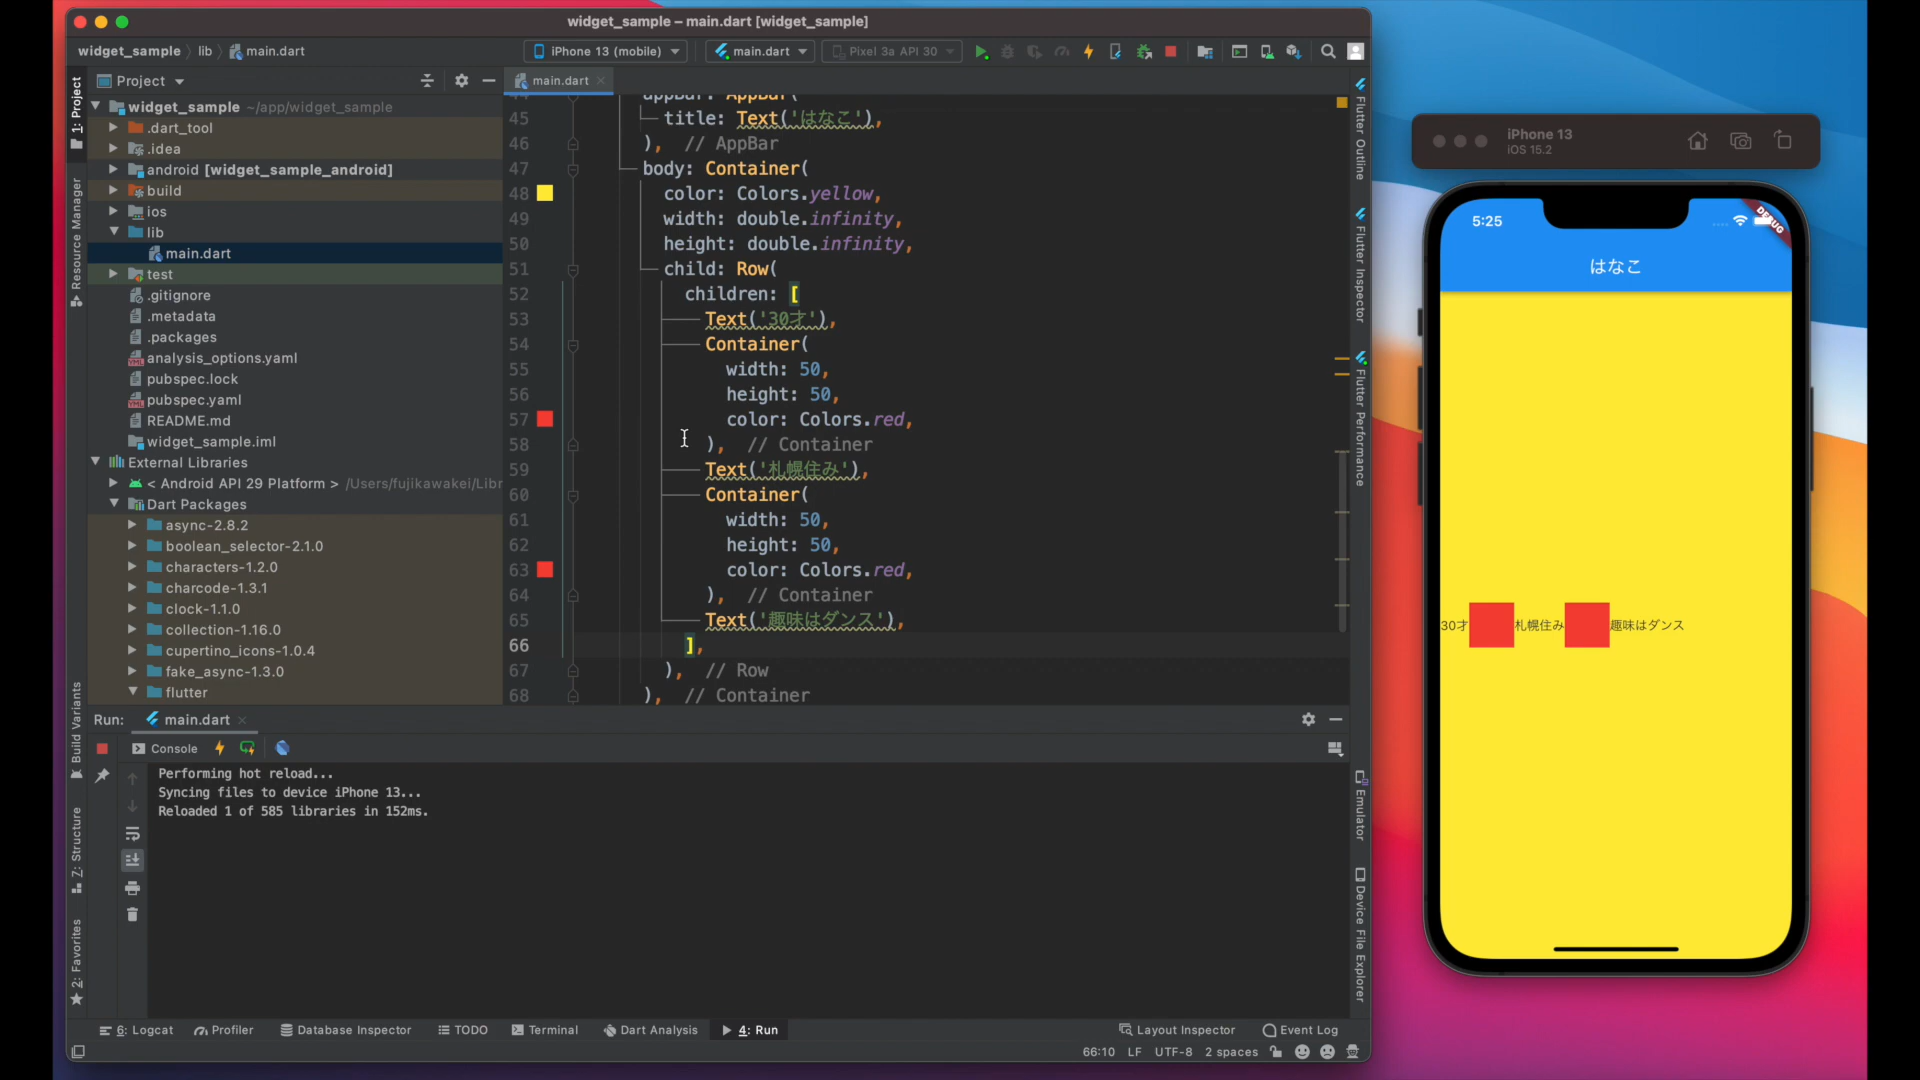 widget_sample – main.dart [widget_sample]
widget_sample lib main.dart
iPhone 13 (mobile) main.dart Pixel 3a API 30
Project
main.dart
1: Project
Resource Manager
Build Variants
7: Structure
2: Favorites
widget_sample ~/app/widget_sample
.dart_tool
.idea
android [widget_sample_android]
build
ios
lib
main.dart
test
.gitignore
.metadata
.packages
analysis_options.yaml
pubspec.lock
pubspec.yaml
README.md
widget_sample.iml
External Libraries
< Android API 29 Platform > /Users/fujikawakei/Libr
Dart Packages
async-2.8.2
boolean_selector-2.1.0
characters-1.2.0
charcode-1.3.1
clock-1.1.0
collection-1.16.0
cupertino_icons-1.0.4
fake_async-1.3.0
flutter
44 appBar: AppBar(
45 title: Text('はなこ'),
46 ), // AppBar
47 body: Container(
48 color: Colors.yellow,
49 width: double.infinity,
50 height: double.infinity,
51 child: Row(
52 children: [
53 Text('30才'),
54 Container(
55 width: 50,
56 height: 50,
57 color: Colors.red,
58 ), // Container
59 Text('札幌住み'),
60 Container(
61 width: 50,
62 height: 50,
63 color: Colors.red,
64 ), // Container
65 Text('趣味はダンス'),
66 ],
67 ), // Row
68 ), // Container
Flutter Outline
Flutter Inspector
Flutter Performance
Emulator
Device File Explorer
Run: main.dart
Console
Performing hot reload...
Syncing files to device iPhone 13...
Reloaded 1 of 585 libraries in 152ms.
6: Logcat Profiler Database Inspector TODO Terminal Dart Analysis 4: Run Layout Inspector Event Log
66:10 LF UTF-8 2 spaces
iPhone 13
iOS 15.2
5:25
DEBUG
はなこ
30才 札幌住み 趣味はダンス